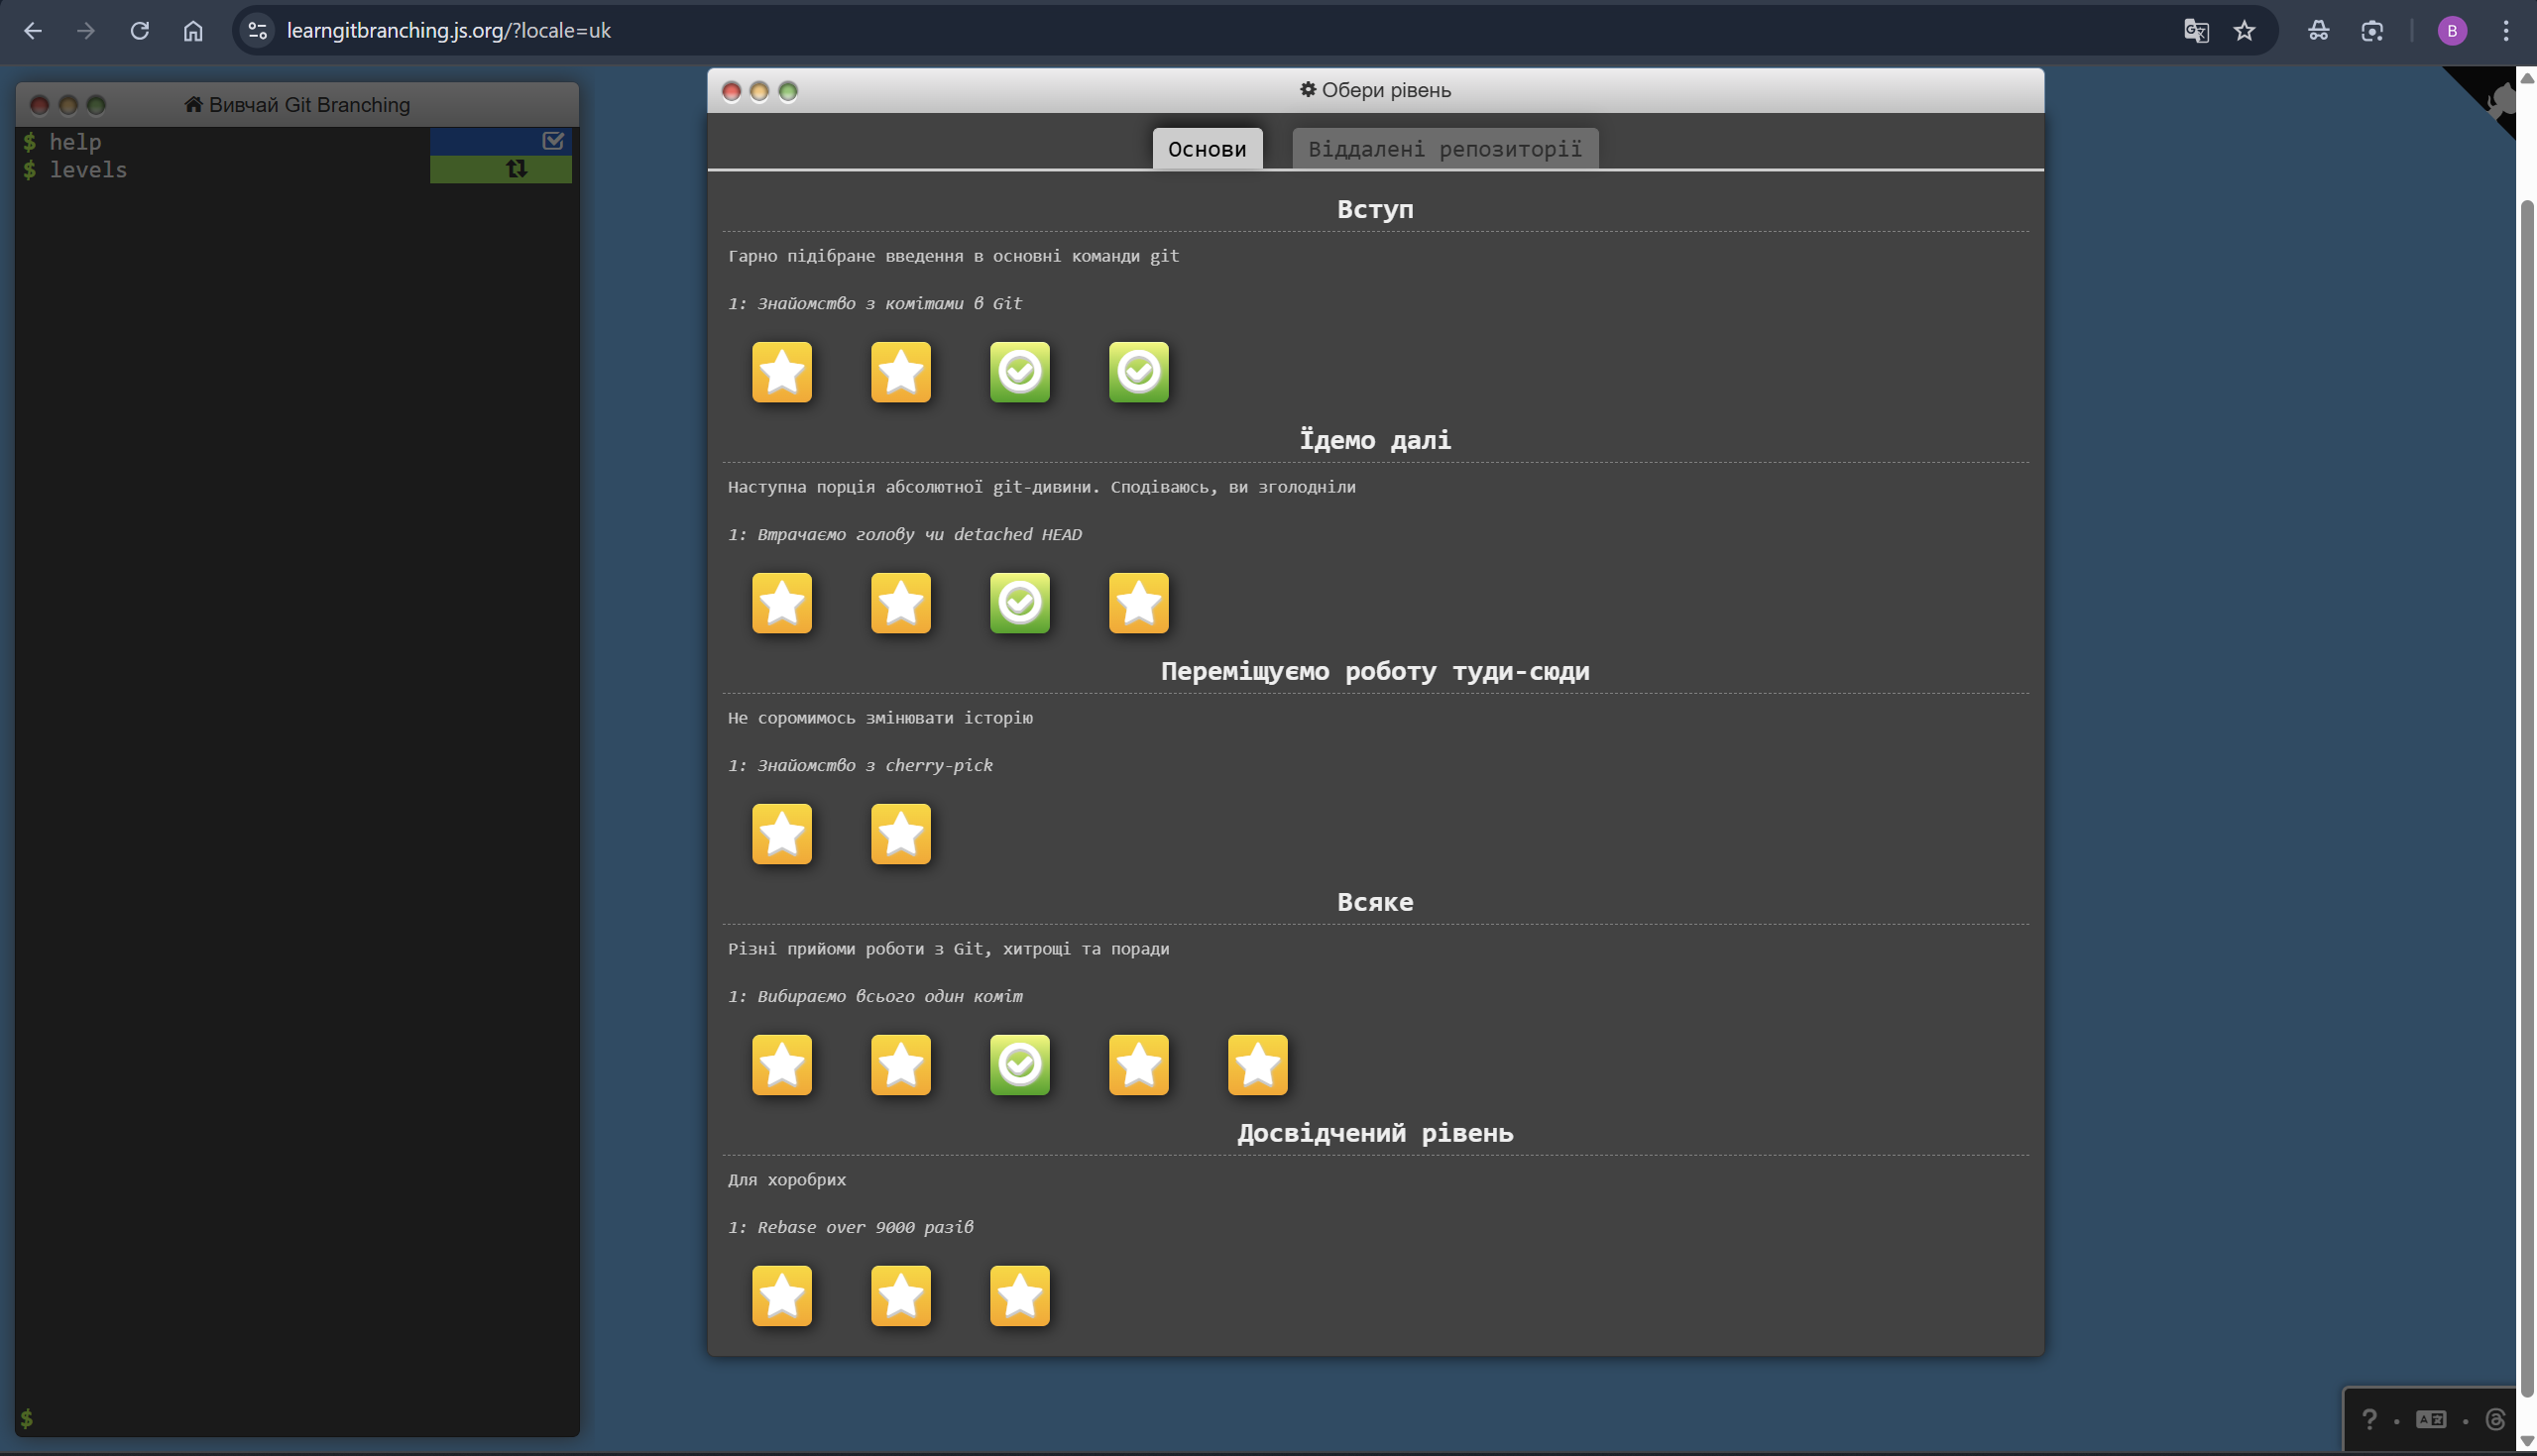 learngitbranching.js.org/?locale=uk
B
Вивчай Git Branching
$ help
$ levels
$
Обери рівень
Основи
Віддалені репозиторії
Вступ
Гарно підібране введення в основні команди git
1: Знайомство з комітами в Git
Їдемо далі
Наступна порція абсолютної git-дивини. Сподіваюсь, ви зголодніли
1: Втрачаємо голову чи detached HEAD
Переміщуємо роботу туди-сюди
Не соромимось змінювати історію
1: Знайомство з cherry-pick
Всяке
Різні прийоми роботи з Git, хитрощі та поради
1: Вибираємо всього один коміт
Досвідчений рівень
Для хоробрих
1: Rebase over 9000 разів
?